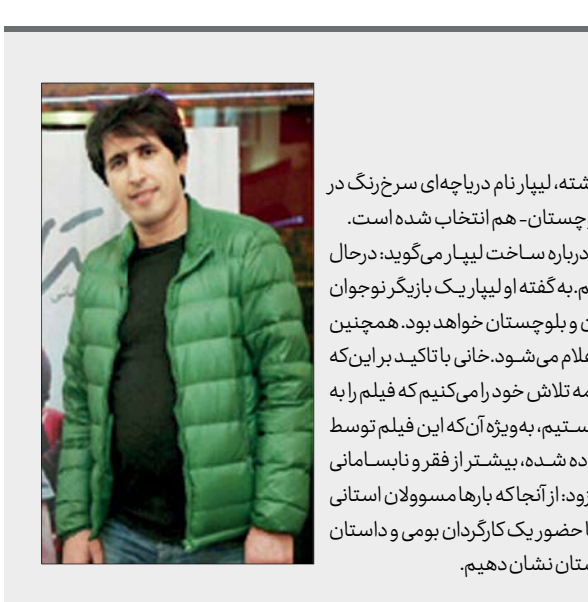 شته، لیپار نام دریاچه‌ای سرخ‌رنگ در
چستان- هم انتخاب شده است.
درباره ساخت لیپار می‌گوید: درحال
م.به گفته او لیپار یک بازیگر نوجوان
ن و بلوچستان خواهد بود. همچنین
علام می‌شود.خانی با تاکید بر این‌که
مه تلاش خود را می‌کنیم که فیلم را به
ستیم، به‌ویژه آن‌که این فیلم توسط
ده شده، بیشتر از فقر و نابسامانی
زود: از آنجا که بارها مسوولان استانی
ا حضور یک کارگردان بومی و داستان
ستان نشان دهیم.